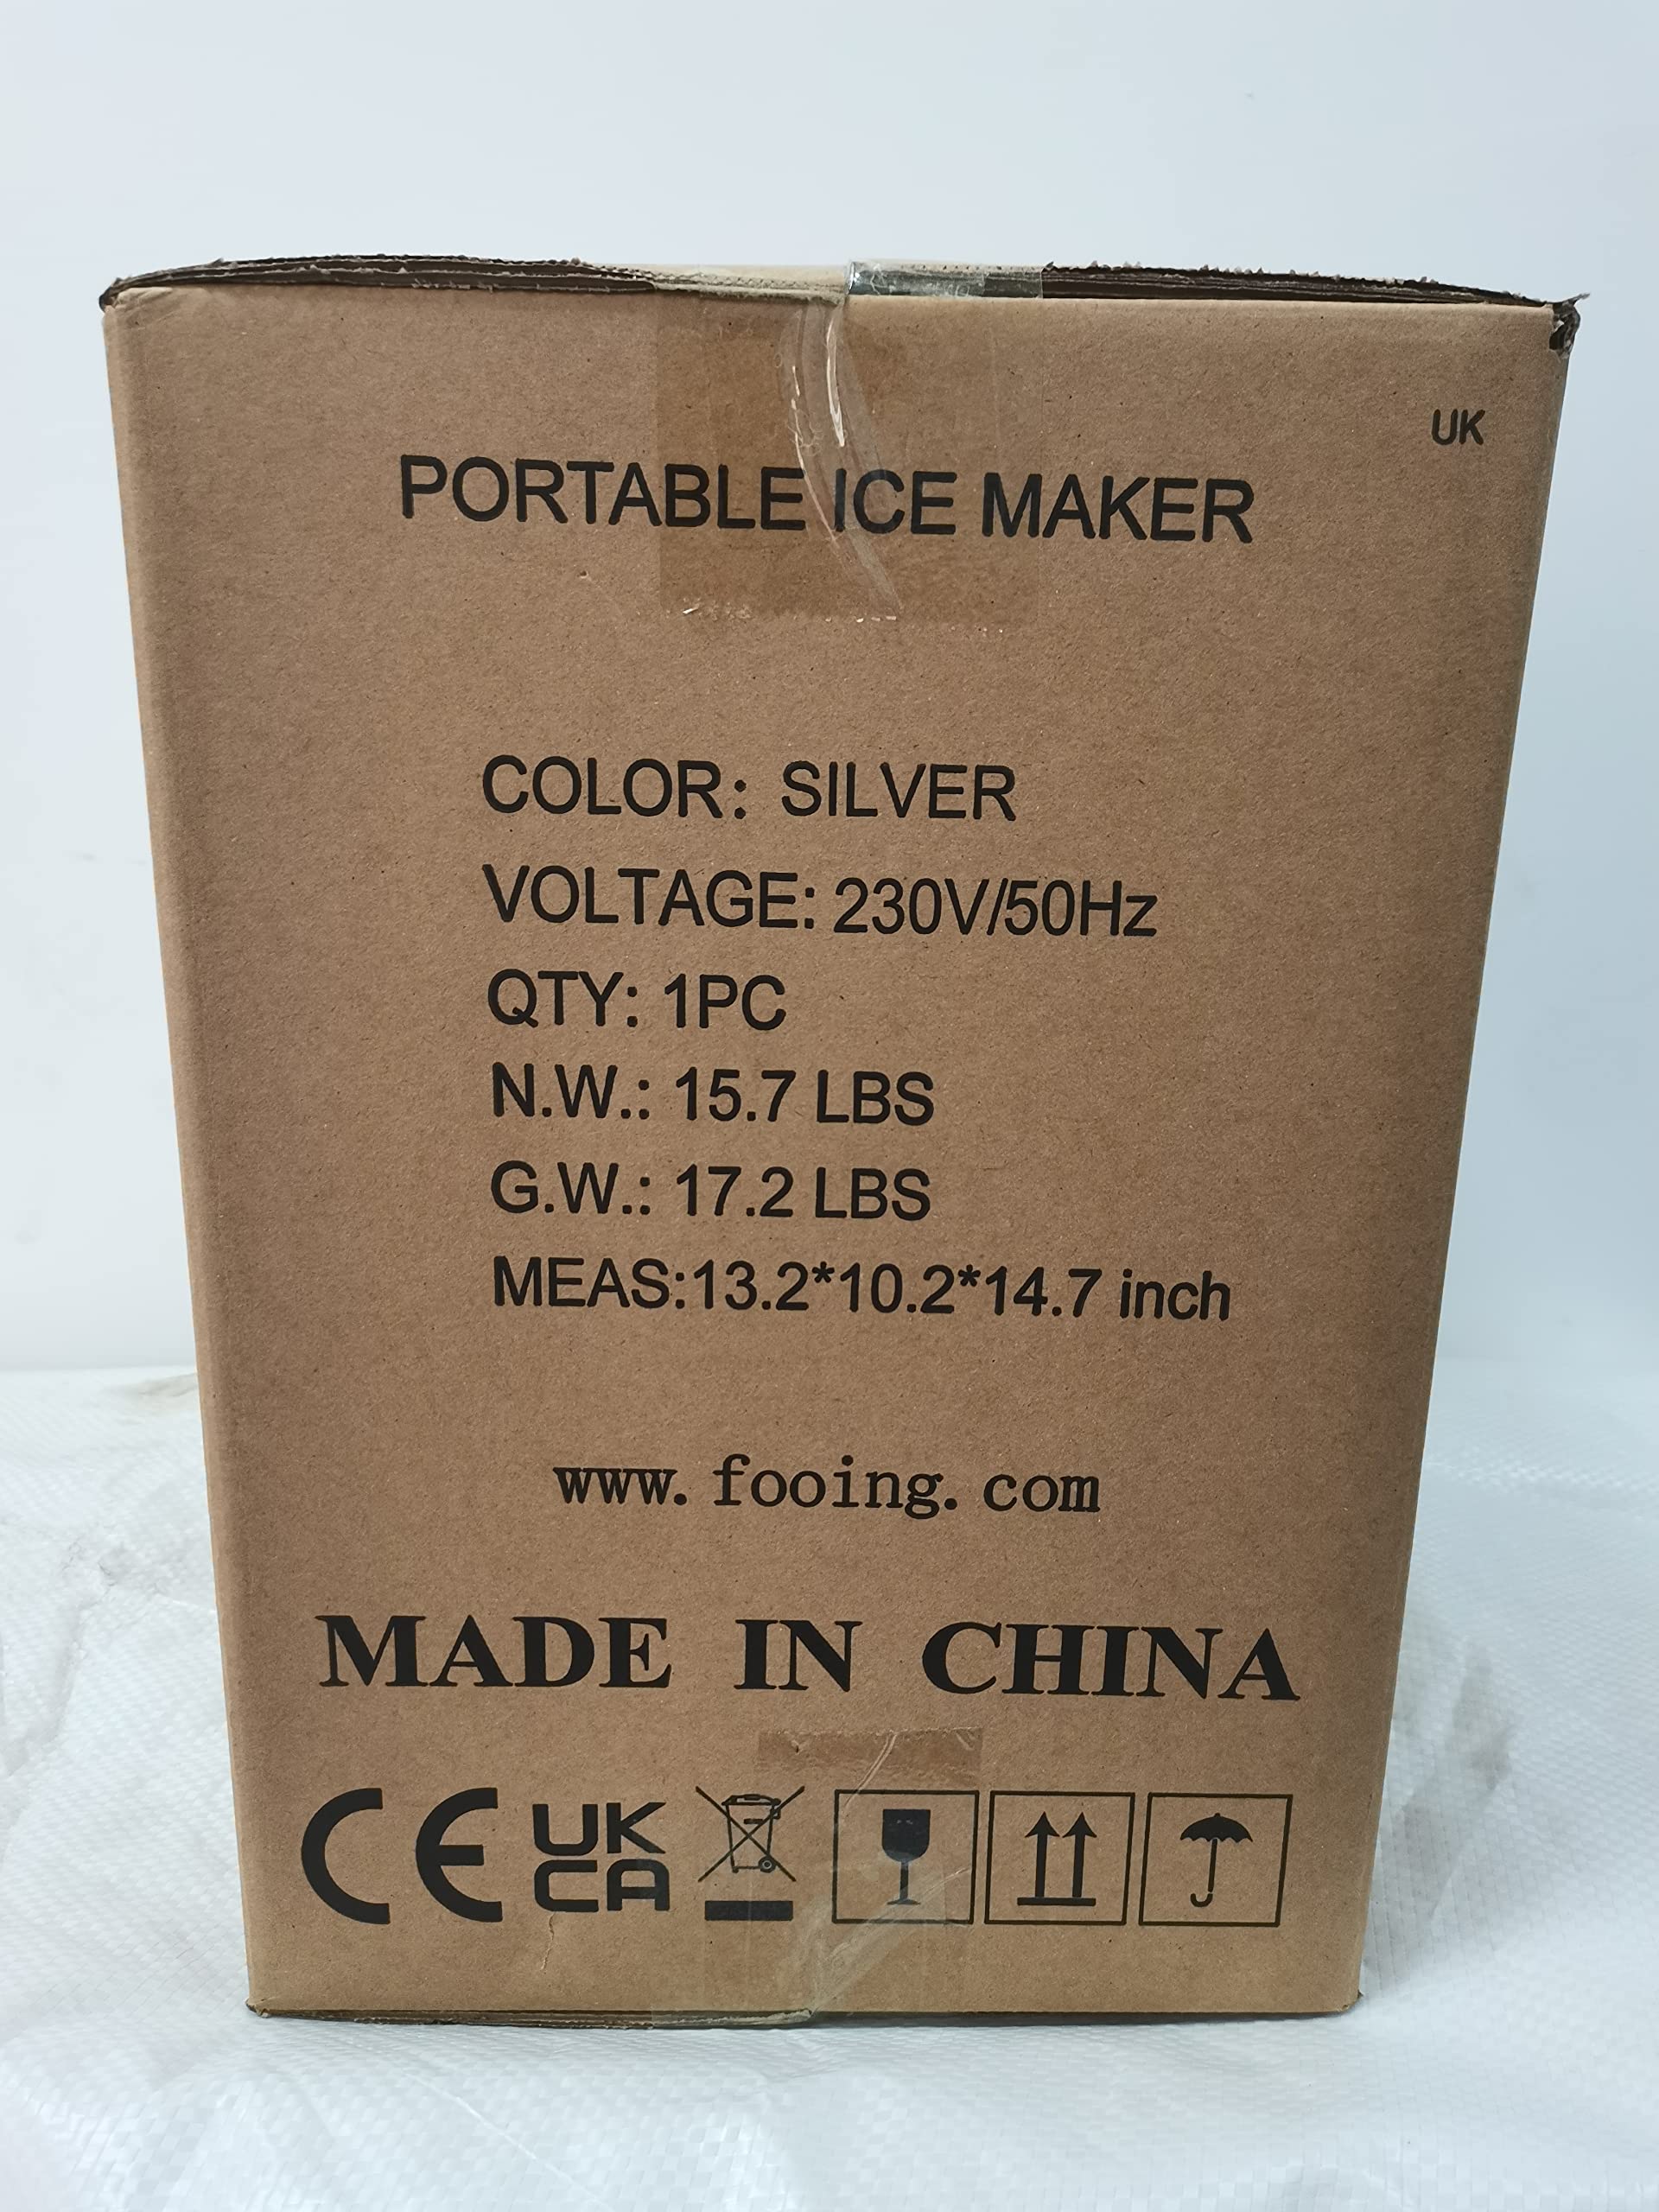 UK
PORTABLE ICE MAKER
COLOR: SILVER
VOLTAGE: 230V/50Hz
QTY: 1PC
N.W.: 15.7 LBS
G.W.: 17.2 LBS
MEAS:13.2*10.2*14.7 inch
www.fooing.com
MADE IN CHINA
CE UK
CA